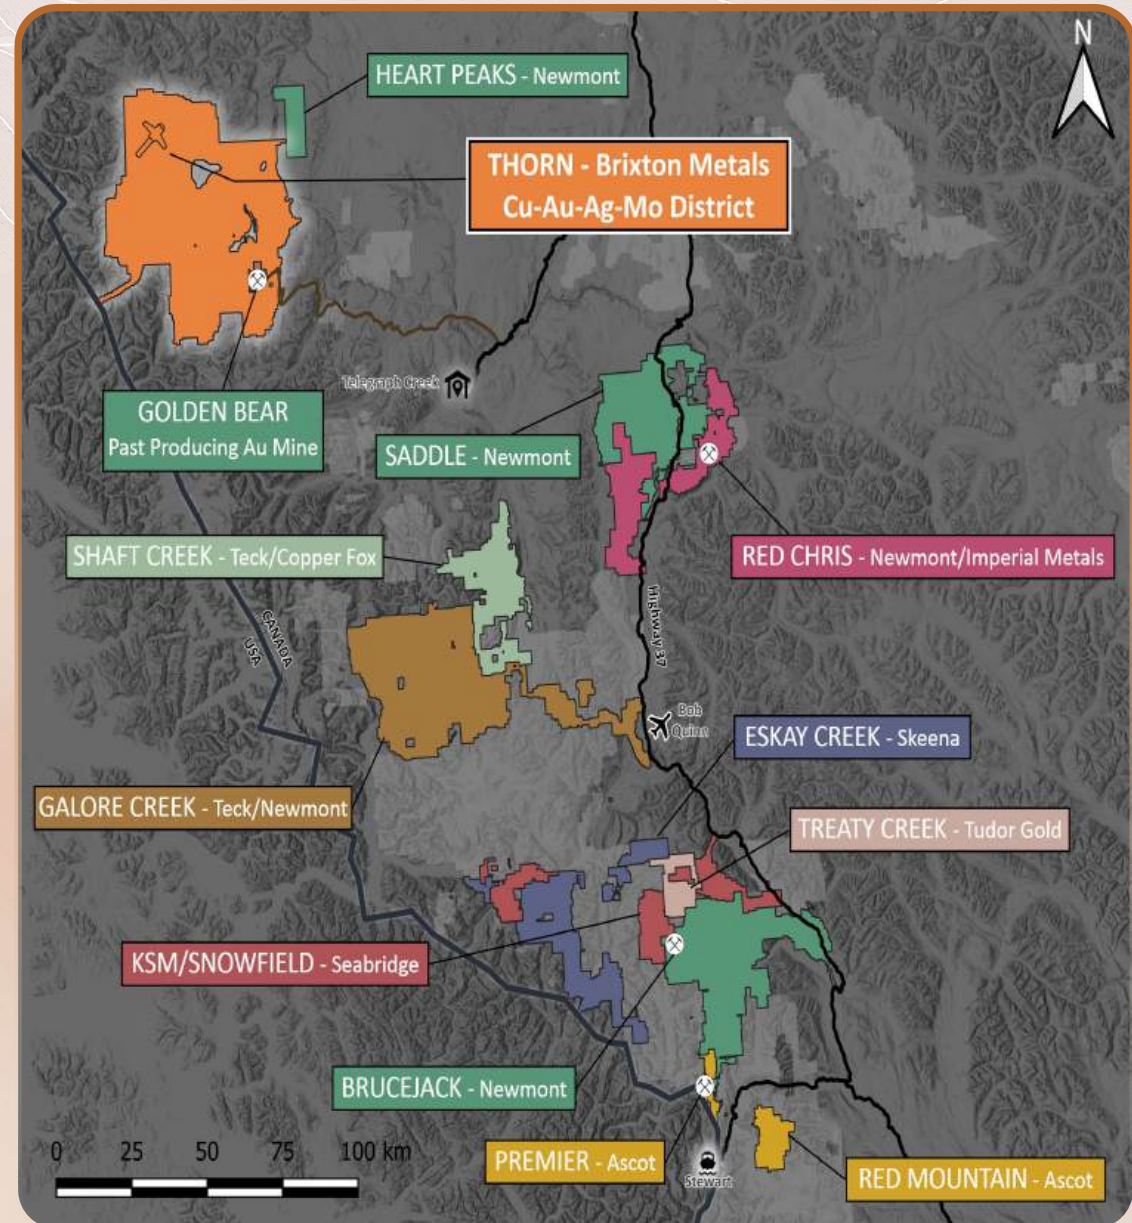 N
HEART PEAKS - Newmont
THORN - Brixton Metals
Cu-Au-Ag-Mo District
Telegraph Creek
GOLDEN BEAR
Past Producing Au Mine
SADDLE - Newmont
SHAFT CREEK - Teck/Copper Fox
RED CHRIS - Newmont/Imperial Metals
Highway 37
CANADA
USA
Bob
Quinn
ESKAY CREEK - Skeena
GALORE CREEK - Teck/Newmont
TREATY CREEK - Tudor Gold
KSM/SNOWFIELD - Seabridge
BRUCEJACK - Newmont
0 25 50 75 100 km
PREMIER - Ascot
Stewart
RED MOUNTAIN - Ascot